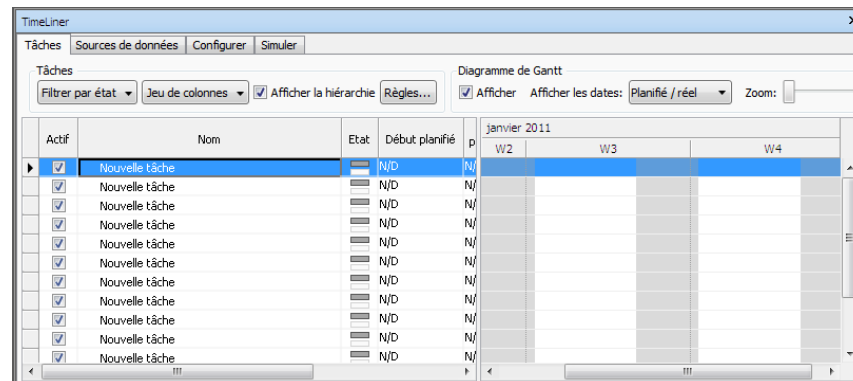 TimeLiner
Tâches Sources de données Configurer Simuler
Tâches Diagramme de Gantt
Filtrer par état Jeu de colonnes Afficher la hiérarchie Règles... Afficher Afficher les dates: Planifié / réel Zoom:
janvier 2011
Actif Nom Etat Début planifié p W2 W3 W4
Nouvelle tâche N/D N/
Nouvelle tâche N/D N/
Nouvelle tâche N/D N/
Nouvelle tâche N/D N/
Nouvelle tâche N/D N/
Nouvelle tâche N/D N/
Nouvelle tâche N/D N/
Nouvelle tâche N/D N/
Nouvelle tâche N/D N/
Nouvelle tâche N/D N/
Nouvelle tâche N/D N/